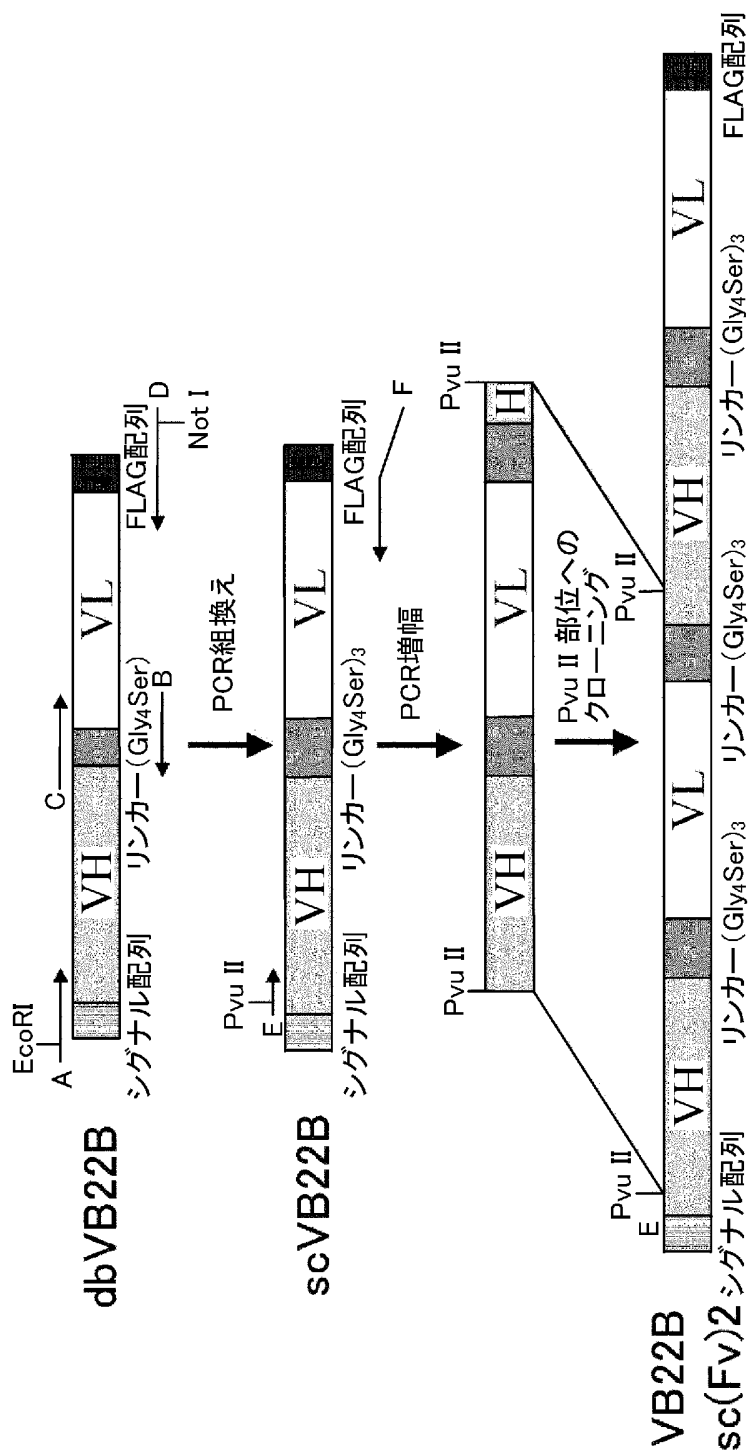 dbVB22B
EcoRI
A
C
VH
VL
シグナル配列
リンカー(Gly4Ser)
B
FLAG配列
D
Not I
PCR組換え
scVB22B
Pvu II
E
VH
VL
シグナル配列
リンカー(Gly4Ser)3
FLAG配列
F
PCR増幅
Pvu II
VH
VL
H
Pvu II
Pvu II 部位への
クローニング
VB22B
sc(Fv)2
E
Pvu II
Pvu II
VH
VL
VH
VL
シグナル配列
リンカー(Gly4Ser)3
リンカー(Gly4Ser)3
リンカー(Gly4Ser)3
FLAG配列